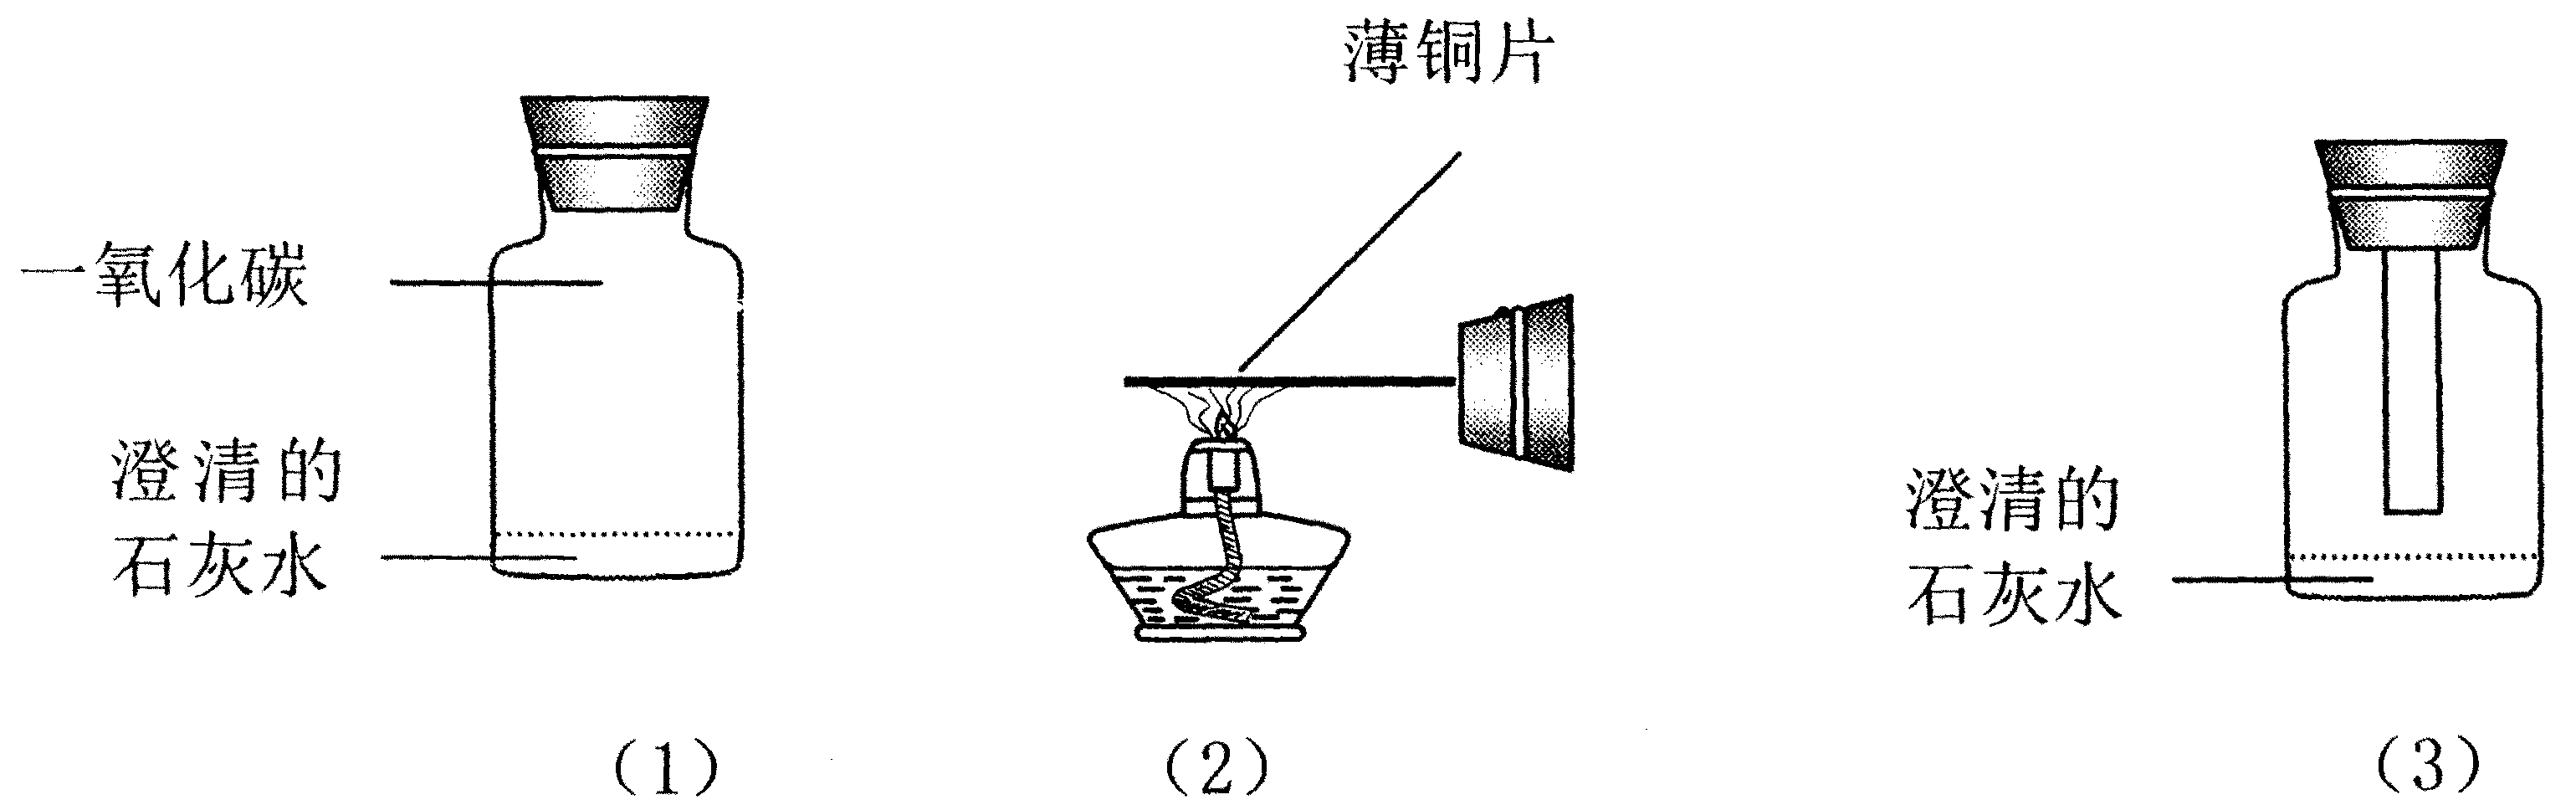 薄铜片
一氧化碳
澄清的
石灰水
澄清的
石灰水
(1)
(2)
(3)